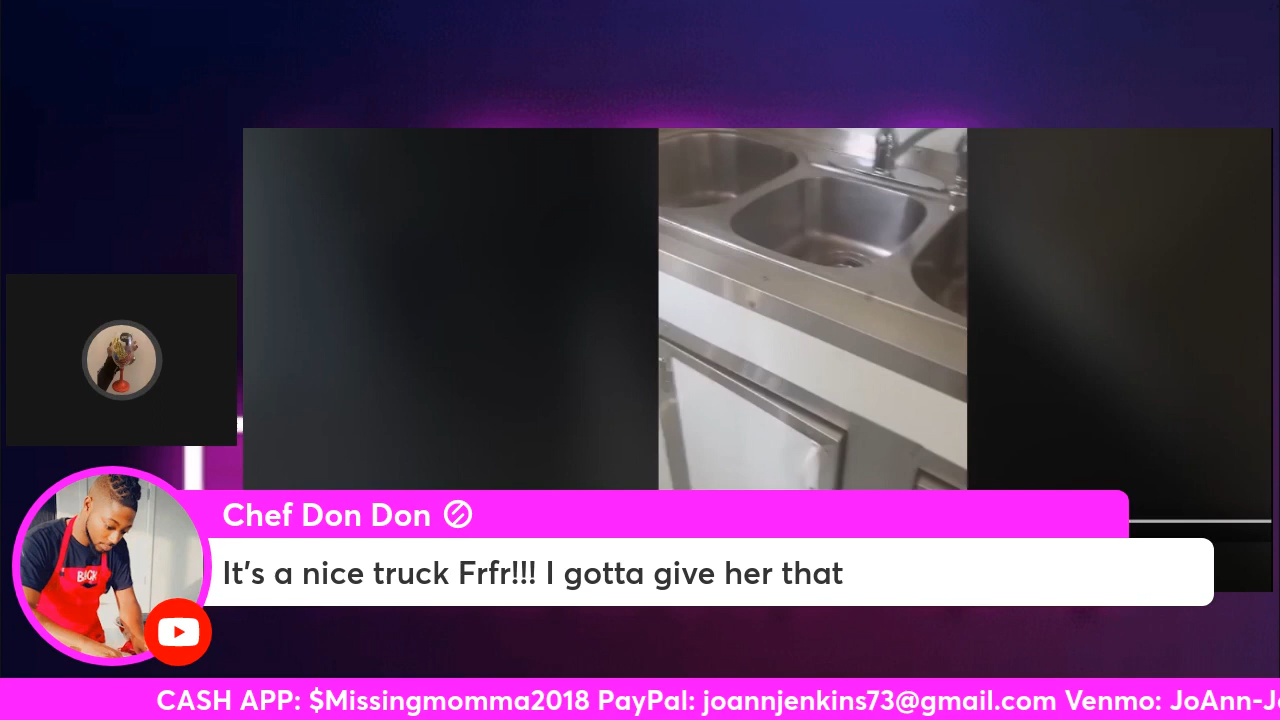 Chef Don Don
It's a nice truck Frfr!!! I gotta give her that
CASH APP: $Missingmomma2018 PayPal: joannjenkins73@gmail.com Venmo: JoAnn-J